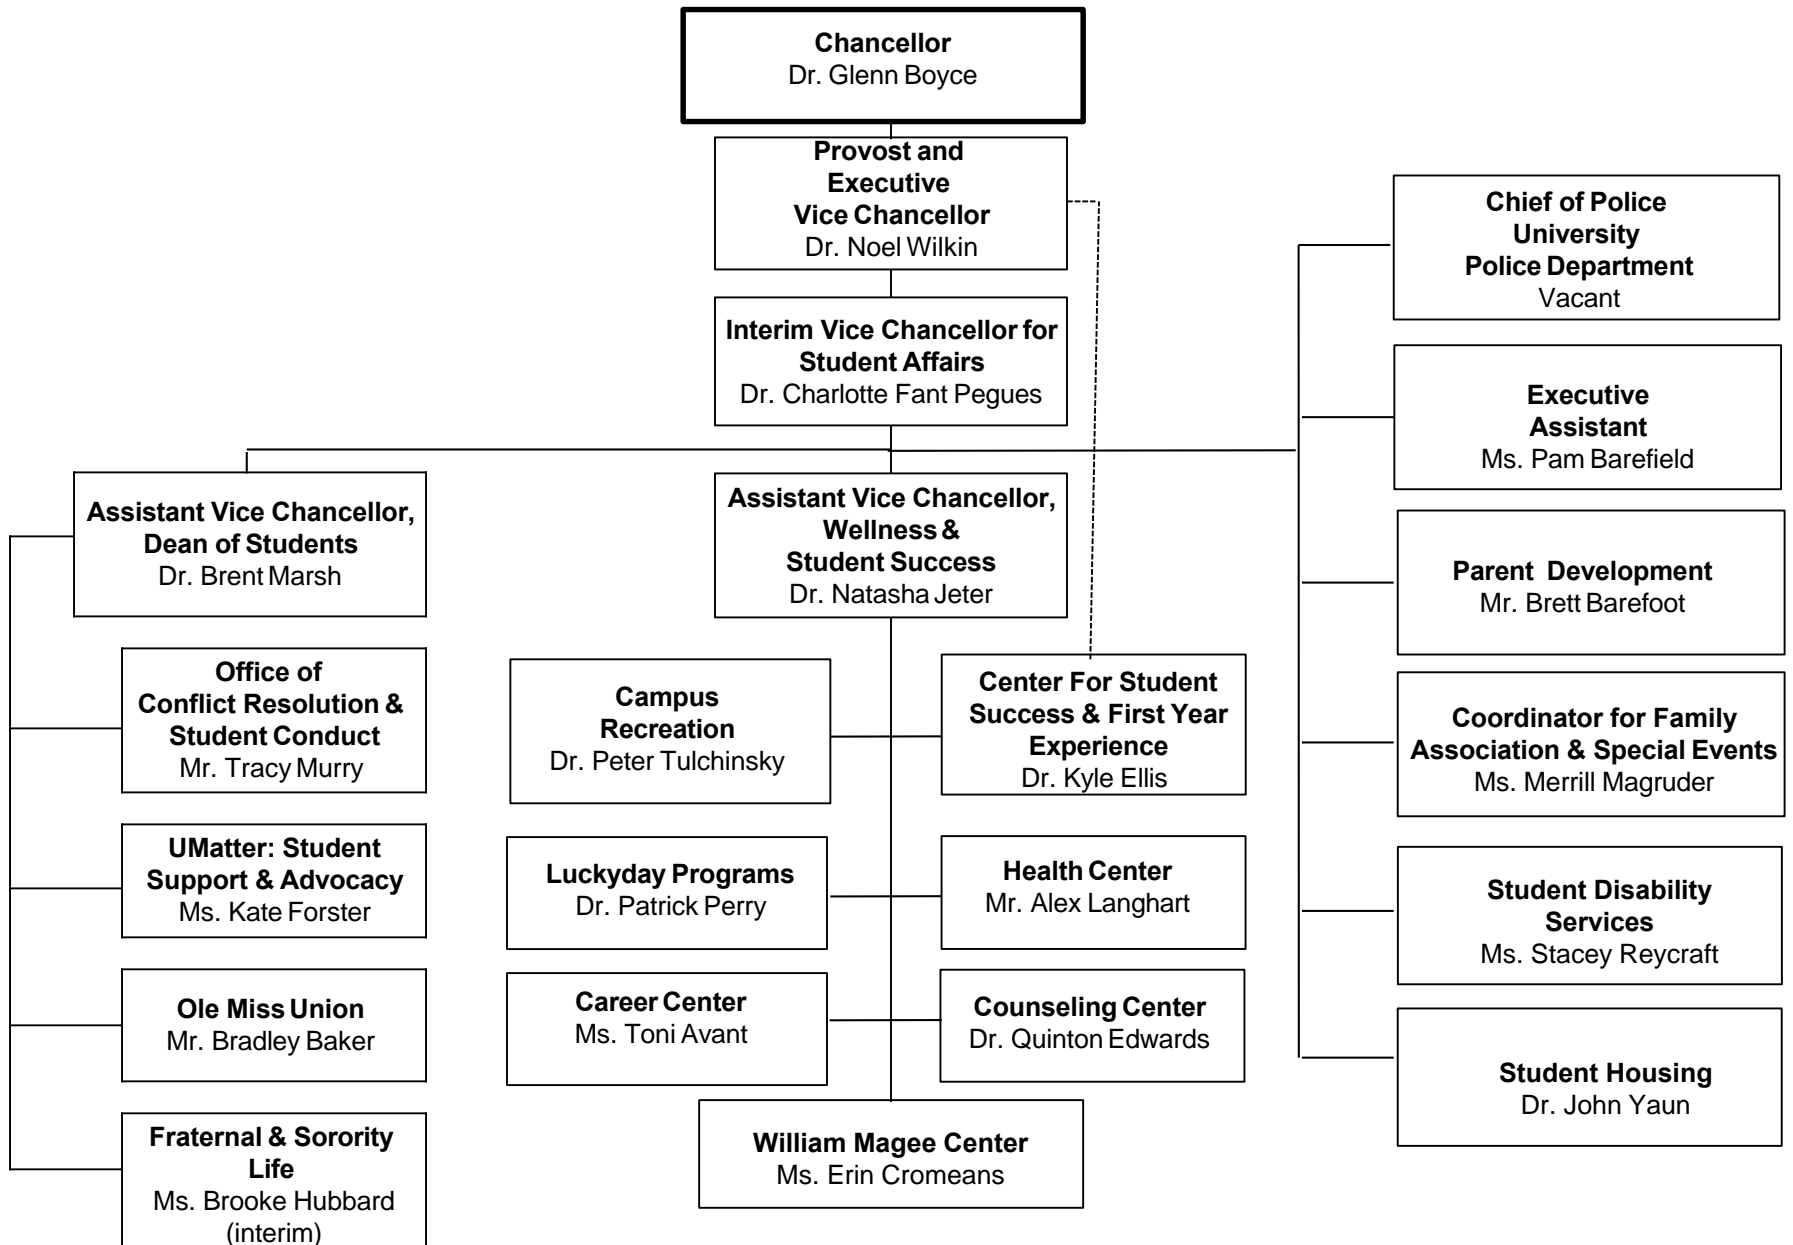 Chancellor
Dr. Glenn Boyce
Provost and
Executive
Vice Chancellor
Dr. Noel Wilkin
Interim Vice Chancellor for
Student Affairs
Dr. Charlotte Fant Pegues
Assistant Vice Chancellor,
Dean of Students
Dr. Brent Marsh
Office of
Conflict Resolution &
Student Conduct
Mr. Tracy Murry
UMatter: Student
Support & Advocacy
Ms. Kate Forster
Ole Miss Union
Mr. Bradley Baker
Fraternal & Sorority
Life
Ms. Brooke Hubbard
(interim)
Assistant Vice Chancellor,
Wellness &
Student Success
Dr. Natasha Jeter
Campus
Recreation
Dr. Peter Tulchinsky
Center For Student
Success & First Year
Experience
Dr. Kyle Ellis
Luckyday Programs
Dr. Patrick Perry
Health Center
Mr. Alex Langhart
Career Center
Ms. Toni Avant
Counseling Center
Dr. Quinton Edwards
William Magee Center
Ms. Erin Cromeans
Chief of Police
University
Police Department
Vacant
Executive
Assistant
Ms. Pam Barefield
Parent Development
Mr. Brett Barefoot
Coordinator for Family
Association & Special Events
Ms. Merrill Magruder
Student Disability
Services
Ms. Stacey Reycraft
Student Housing
Dr. John Yaun